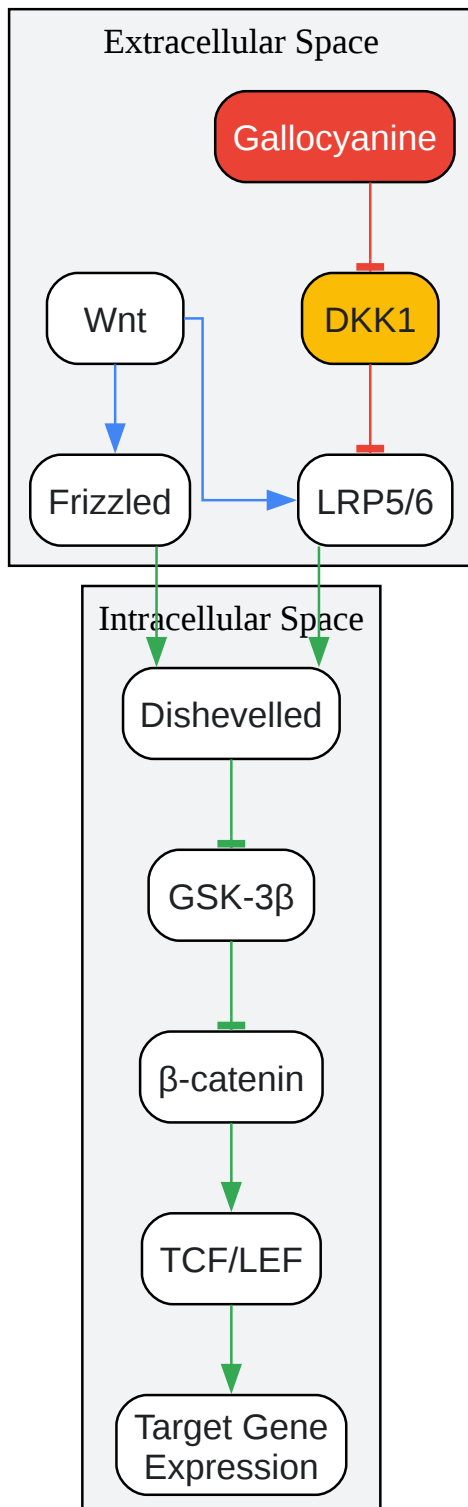 Extracellular Space
Gallocyanine
Wnt
DKK1
Frizzled
LRP5/6
Intracellular Space
Dishevelled
GSK-3β
β-catenin
TCF/LEF
Target Gene
Expression